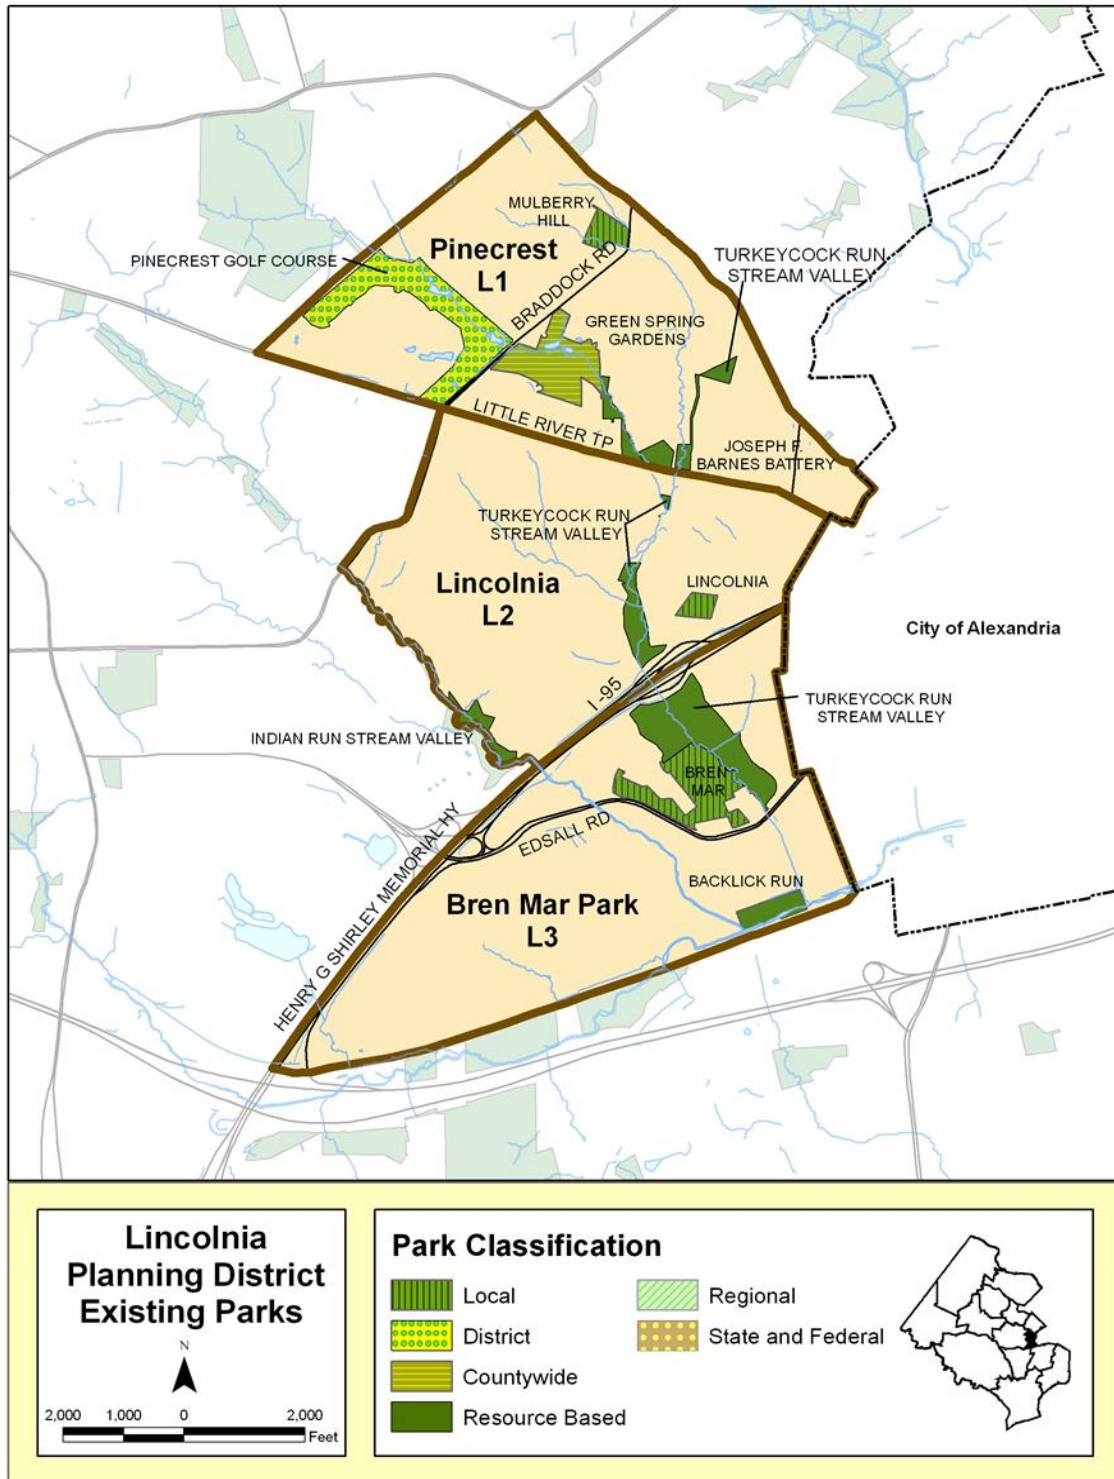 MULBERRY
HILL
Pinecrest
L1
PINECREST GOLF COURSE
BRADDOCK RD
TURKEYCOCK RUN
STREAM VALLEY
GREEN SPRING
GARDENS
LITTLE RIVER TP
JOSEPH F.
BARNES BATTERY
TURKEYCOCK RUN
STREAM VALLEY
Lincolnia
L2
LINCOLNIA
City of Alexandria
I -95
TURKEYCOCK RUN
STREAM VALLEY
INDIAN RUN STREAM VALLEY
BREN
MAR
EDSALL RD
HENRY G SHIRLEY MEMORIAL HY
BACKLICK RUN
Bren Mar Park
L3
Lincolnia
Planning District
Existing Parks
N
2,000 1,000 0 2,000
Feet
Park Classification
Local
District
Countywide
Resource Based
Regional
State and Federal